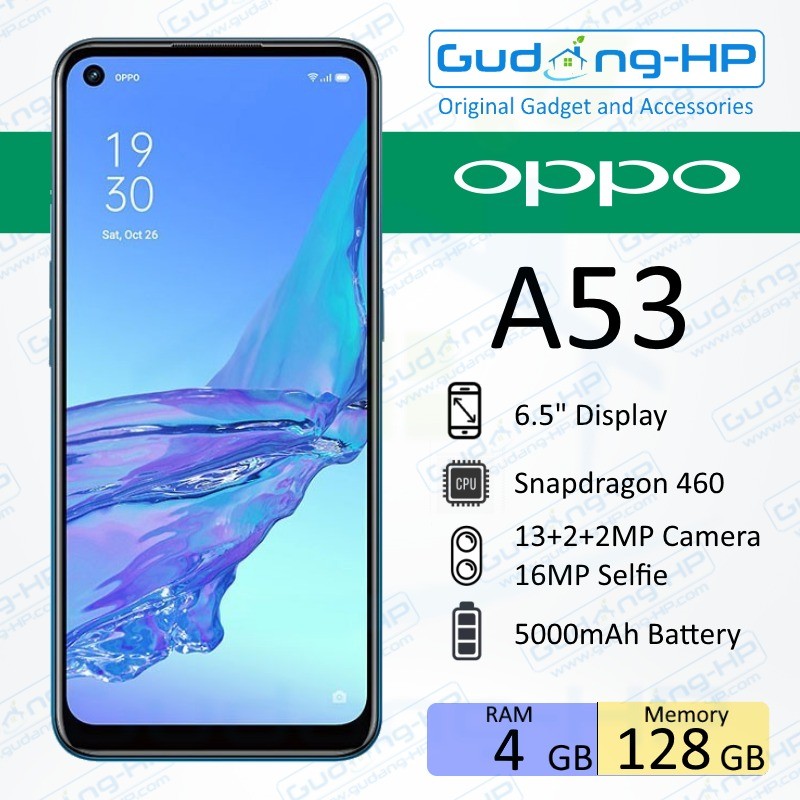 Gudang-HP
Original Gadget and Accessories
OPPO
19
30
Sat, Oct 26
oppo
A53
6.5" Display
CPU
Snapdragon 460
13+2+2MP Camera
16MP Selfie
5000mAh Battery
RAM
4 GB
Memory
128 GB
Gudang-HP
www.gudang-HP.com